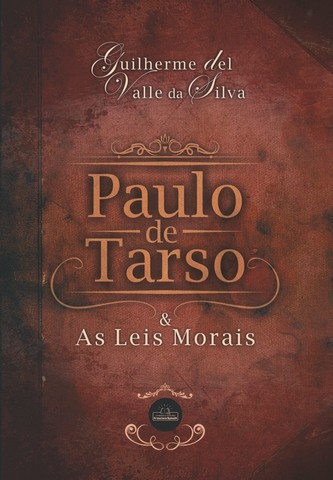 Guilherme del
Valle da Silva
Paulo
de
Tarso
&
As Leis Morais